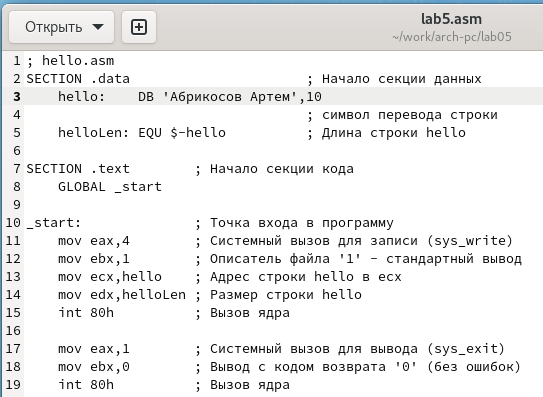 Открыть
lab5.asm
~/work/arch-pc/lab05
1 ; hello.asm
2 SECTION .data ; Начало секции данных
3 hello: DB 'Абрикосов Артем',10
4 ; символ перевода строки
5 helloLen: EQU $-hello ; Длина строки hello
6
7 SECTION .text ; Начало секции кода
8 GLOBAL _start
9
10 _start: ; Точка входа в программу
11 mov eax,4 ; Системный вызов для записи (sys_write)
12 mov ebx,1 ; Описатель файла '1' - стандартный вывод
13 mov ecx,hello ; Адрес строки hello в ecx
14 mov edx,helloLen ; Размер строки hello
15 int 80h ; Вызов ядра
16
17 mov eax,1 ; Системный вызов для вывода (sys_exit)
18 mov ebx,0 ; Вывод с кодом возврата '0' (без ошибок)
19 int 80h ; Вызов ядра